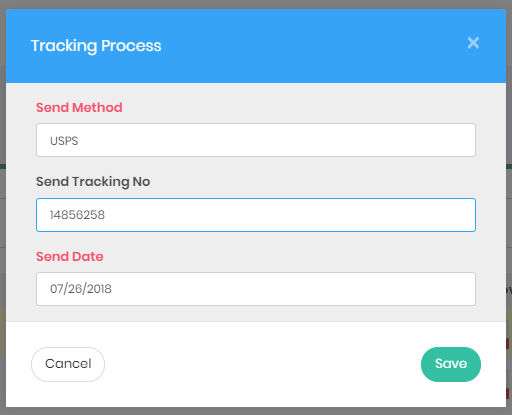 Tracking Process
Send Method
USPS
Send Tracking No
14856258
Send Date
07/26/2018
Cancel
Save